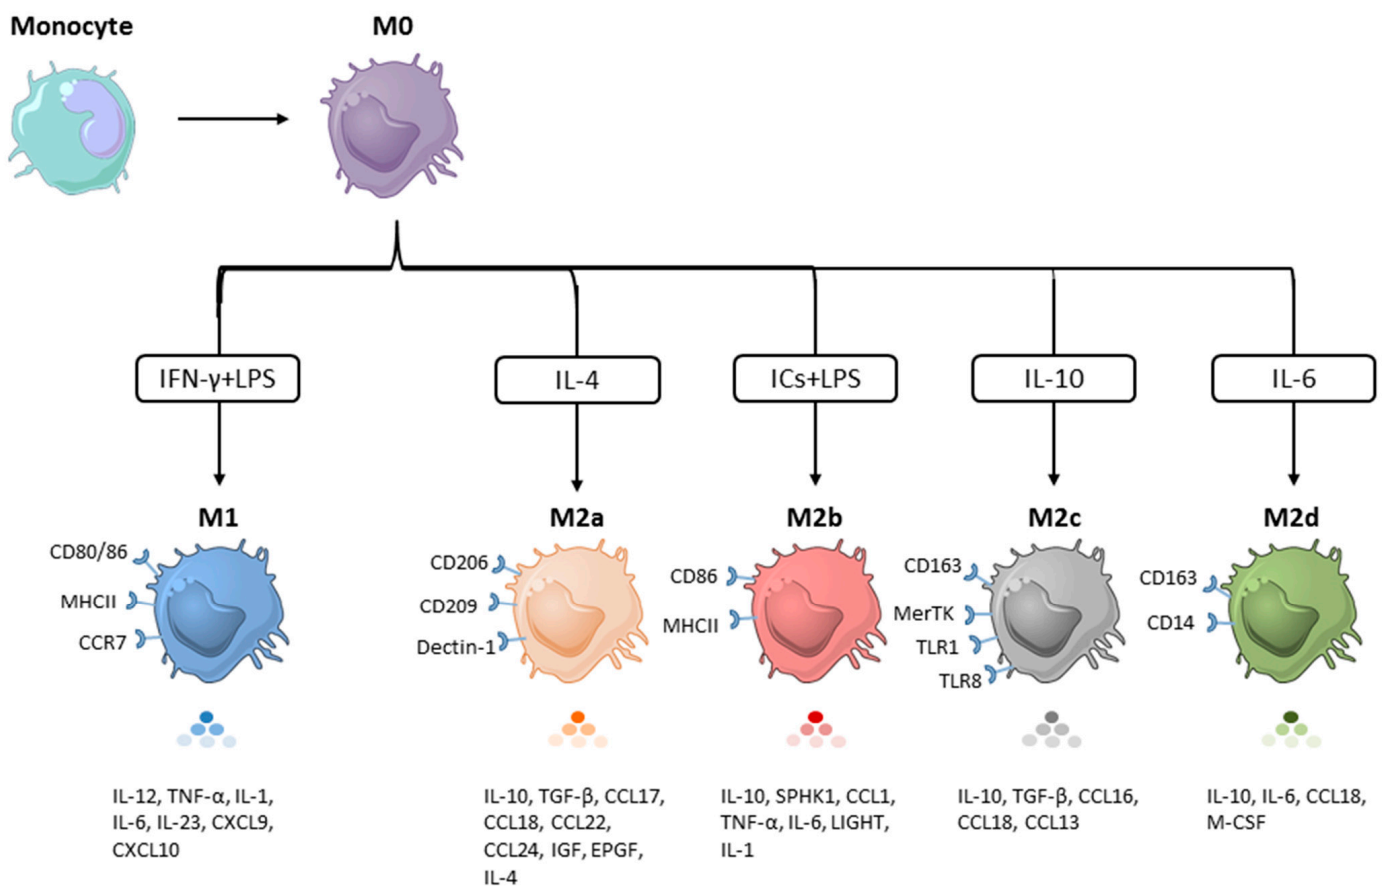 Monocyte
M0
IFN-γ+LPS
IL-4
ICs+LPS
IL-10
IL-6
M1
M2a
M2b
M2c
M2d
CD80/86
MHCII
CCR7
CD206
CD209
Dectin-1
CD86
MHCII
CD163
MerTK
TLR1
TLR8
CD163
CD14
IL-12, TNF-α, IL-1,
IL-6, IL-23, CXCL9,
CXCL10
IL-10, TGF-β, CCL17,
CCL18, CCL22,
CCL24, IGF, EPGF,
IL-4
IL-10, SPHK1, CCL1,
TNF-α, IL-6, LIGHT,
IL-1
IL-10, TGF-β, CCL16,
CCL18, CCL13
IL-10, IL-6, CCL18,
M-CSF